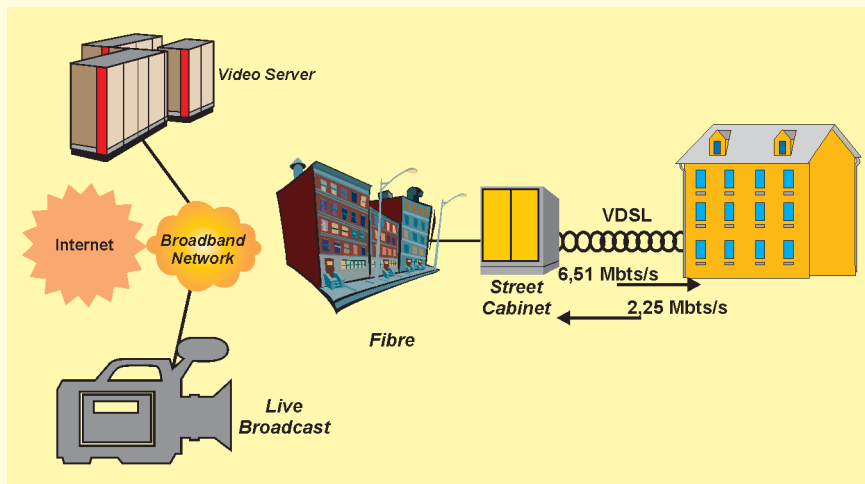 Video Server
Internet
Broadband
Network
Live
Broadcast
Fibre
Street
Cabinet
VDSL
6,51 Mbts/s
2,25 Mbts/s